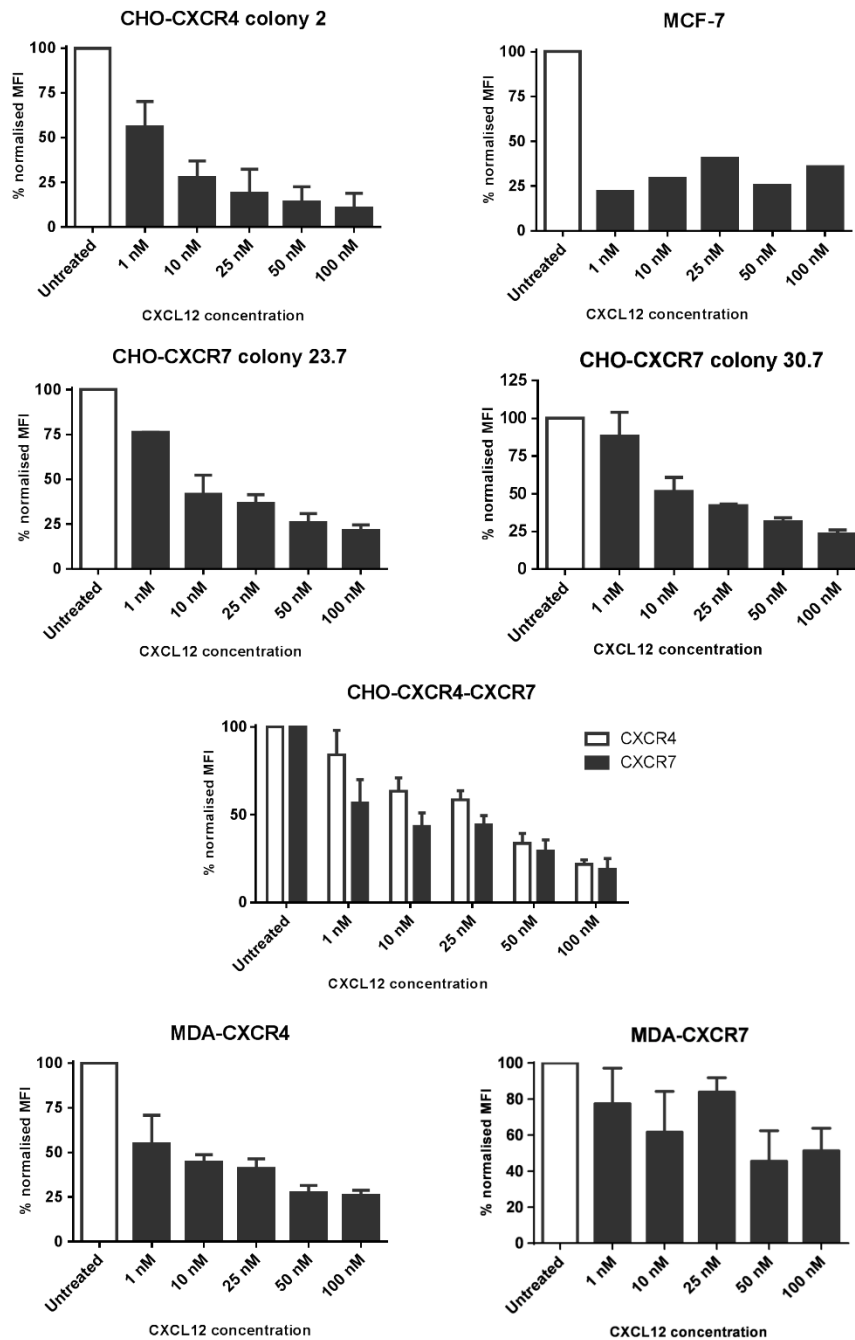 CHO-CXCR4 colony 2
% normalised MFI
100
75
50
25
0
Untreated
1 nM
10 nM
25 nM
50 nM
100 nM
CXCL12 concentration
MCF-7
% normalised MFI
100
75
50
25
0
Untreated
1 nM
10 nM
25 nM
50 nM
100 nM
CXCL12 concentration
CHO-CXCR7 colony 23.7
% normalised MFI
100
75
50
25
0
Untreated
1 nM
10 nM
25 nM
50 nM
100 nM
CXCL12 concentration
CHO-CXCR7 colony 30.7
% normalised MFI
125
100
75
50
25
0
Untreated
1 nM
10 nM
25 nM
50 nM
100 nM
CXCL12 concentration
CHO-CXCR4-CXCR7
% normalised MFI
100
50
0
CXCR4
CXCR7
Untreated
1 nM
10 nM
25 nM
50 nM
100 nM
CXCL12 concentration
MDA-CXCR4
% normalised MFI
100
75
50
25
0
Untreated
1 nM
10 nM
25 nM
50 nM
100 nM
CXCL12 concentration
MDA-CXCR7
% normalised MFI
100
80
60
40
20
0
Untreated
1 nM
10 nM
25 nM
50 nM
100 nM
CXCL12 concentration